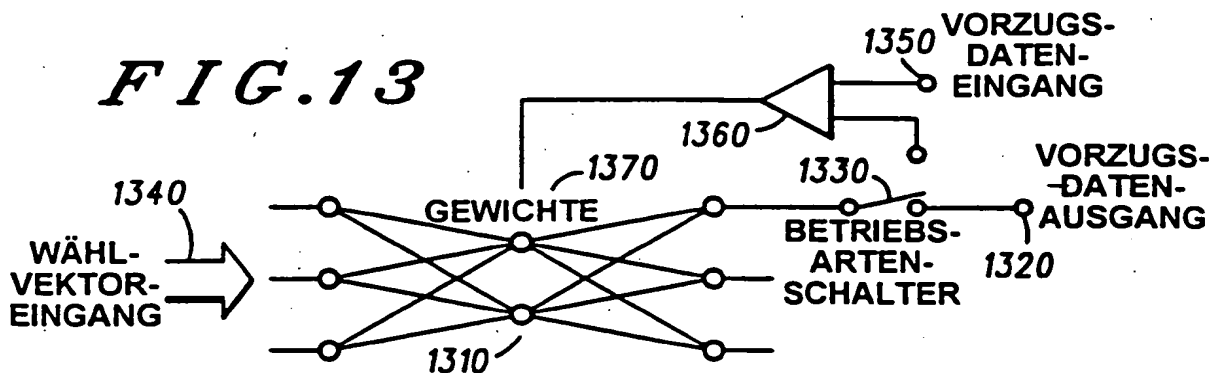 FIG.13
1350
VORZUGS-
DATEN-
EINGANG
1360
1340
WÄHL-
VEKTOR-
EINGANG
1370
GEWICHTE
1310
1330
BETRIEBS-
ARTEN-
SCHALTER
VORZUGS-
-DATEN-
AUSGANG
1320